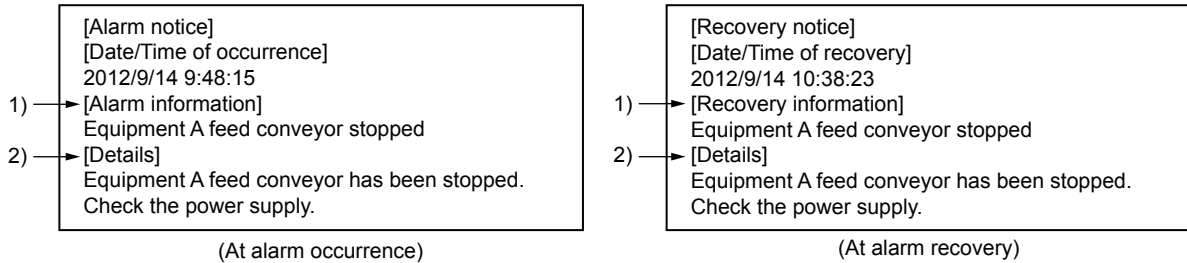 [Alarm notice]
[Date/Time of occurrence]
2012/9/14 9:48:15
1) [Alarm information]
Equipment A feed conveyor stopped
2) [Details]
Equipment A feed conveyor has been stopped.
Check the power supply.
(At alarm occurrence)
[Recovery notice]
[Date/Time of recovery]
2012/9/14 10:38:23
1) [Recovery information]
Equipment A feed conveyor stopped
2) [Details]
Equipment A feed conveyor has been stopped.
Check the power supply.
(At alarm recovery)